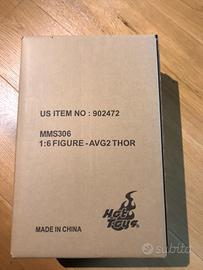 US ITEM NO : 902472
MMS306
1:6 FIGURE - AVG2 THOR
MADE IN CHINA
Hot
Toys
subito